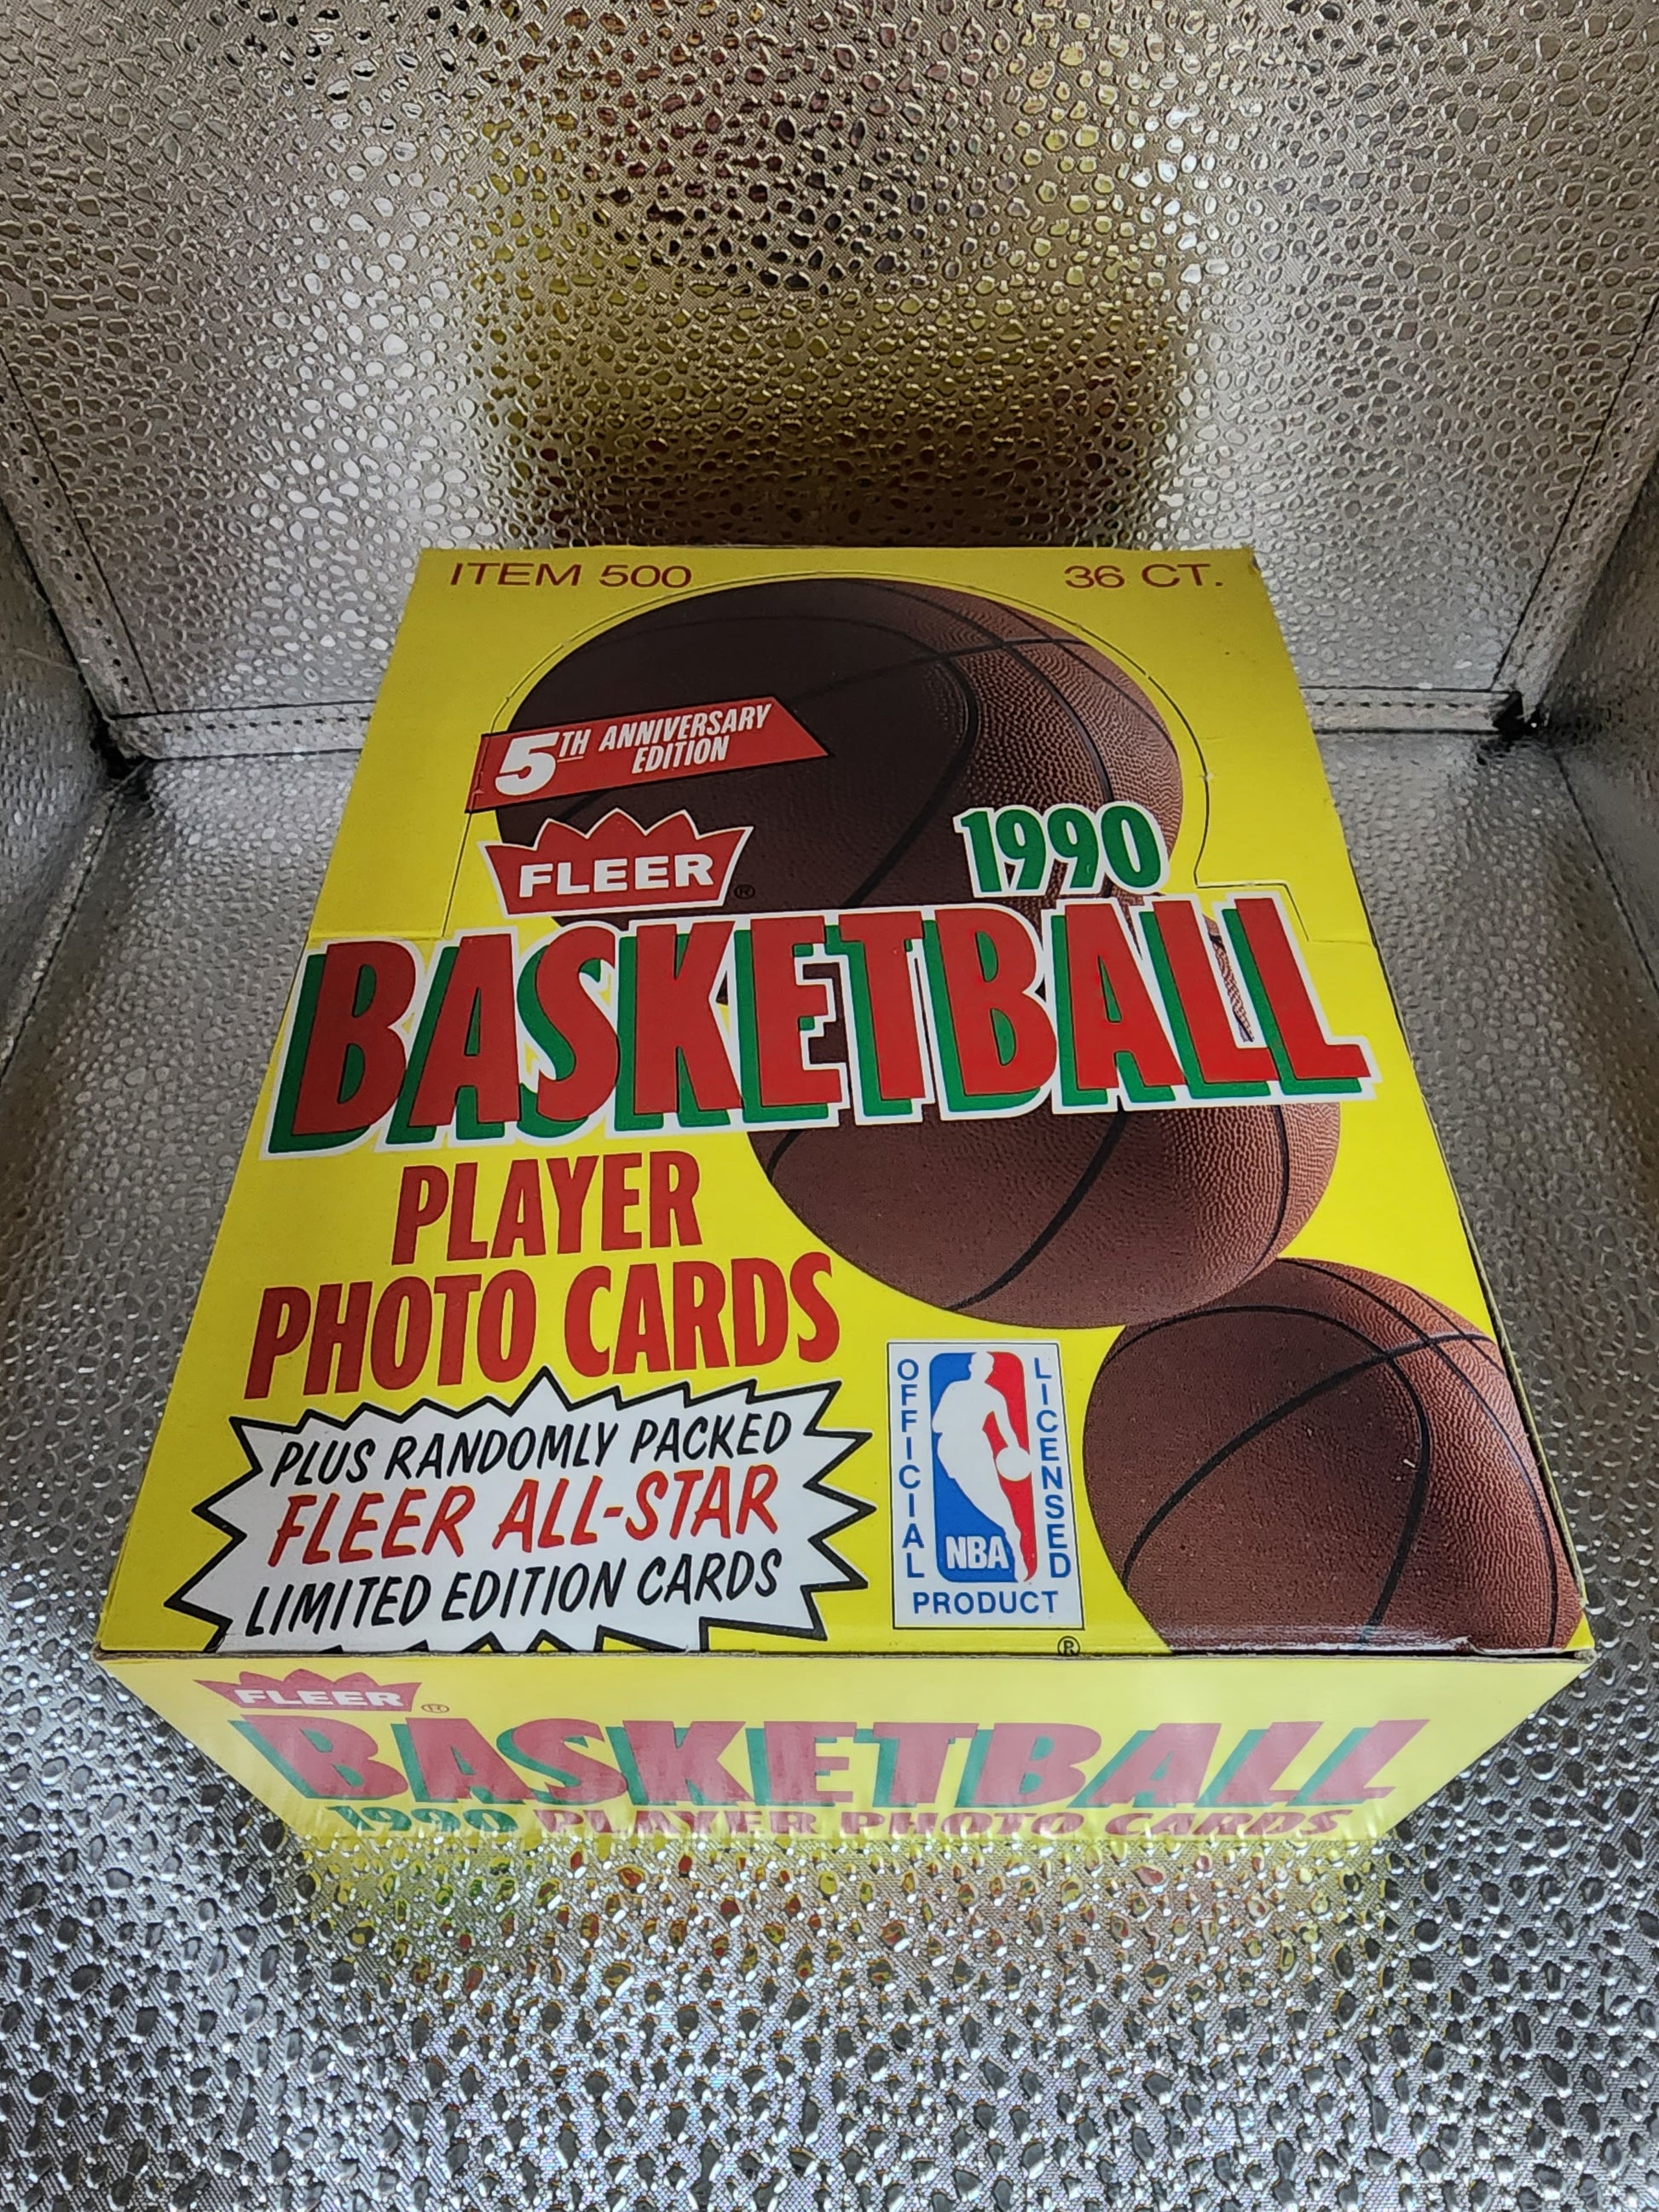 ITEM 500
36 CT.
5TH ANNIVERSARY
EDITION
FLEER®
1990
BASKETBALL
PLAYER
PHOTO CARDS
PLUS RANDOMLY PACKED
FLEER ALL-STAR
LIMITED EDITION CARDS
OFFICIAL
LICENSED
NBA
PRODUCT
®
FLEER®
BASKETBALL
1990 PLAYER PHOTO CARDS